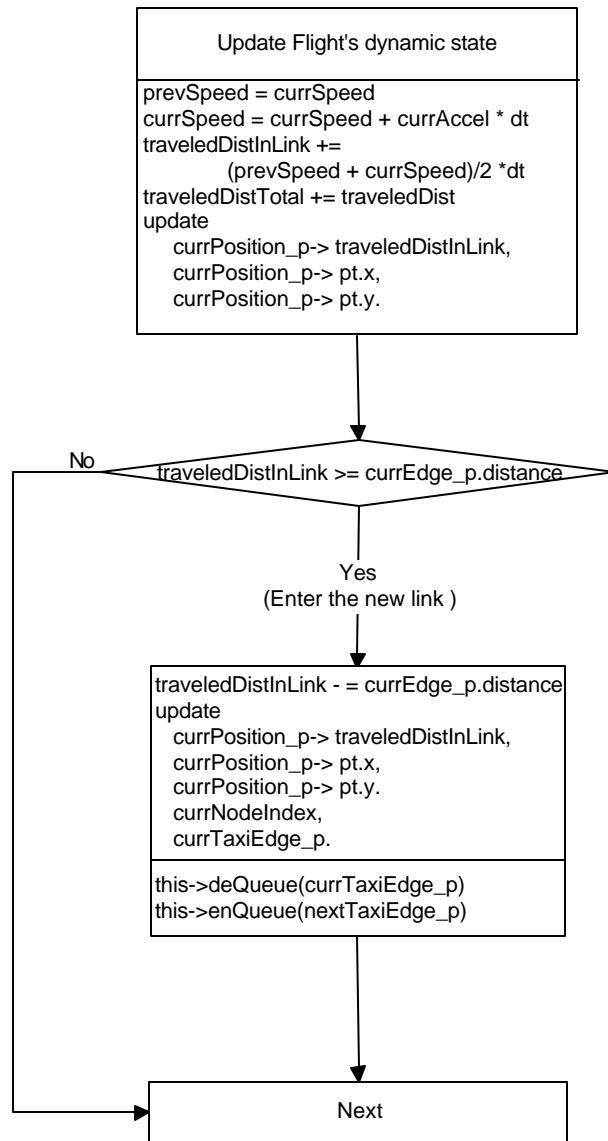 Update Flight's dynamic state
prevSpeed = currSpeed
currSpeed = currSpeed + currAccel * dt
traveledDistInLink +=
(prevSpeed + currSpeed)/2 *dt
traveledDistTotal += traveledDist
update
currPosition_p-> traveledDistInLink,
currPosition_p-> pt.x,
currPosition_p-> pt.y.
No
traveledDistInLink >= currEdge_p.distance
Yes
(Enter the new link )
traveledDistInLink - = currEdge_p.distance
update
currPosition_p-> traveledDistInLink,
currPosition_p-> pt.x,
currPosition_p-> pt.y.
currNodeIndex,
currTaxiEdge_p.
this->deQueue(currTaxiEdge_p)
this->enQueue(nextTaxiEdge_p)
Next